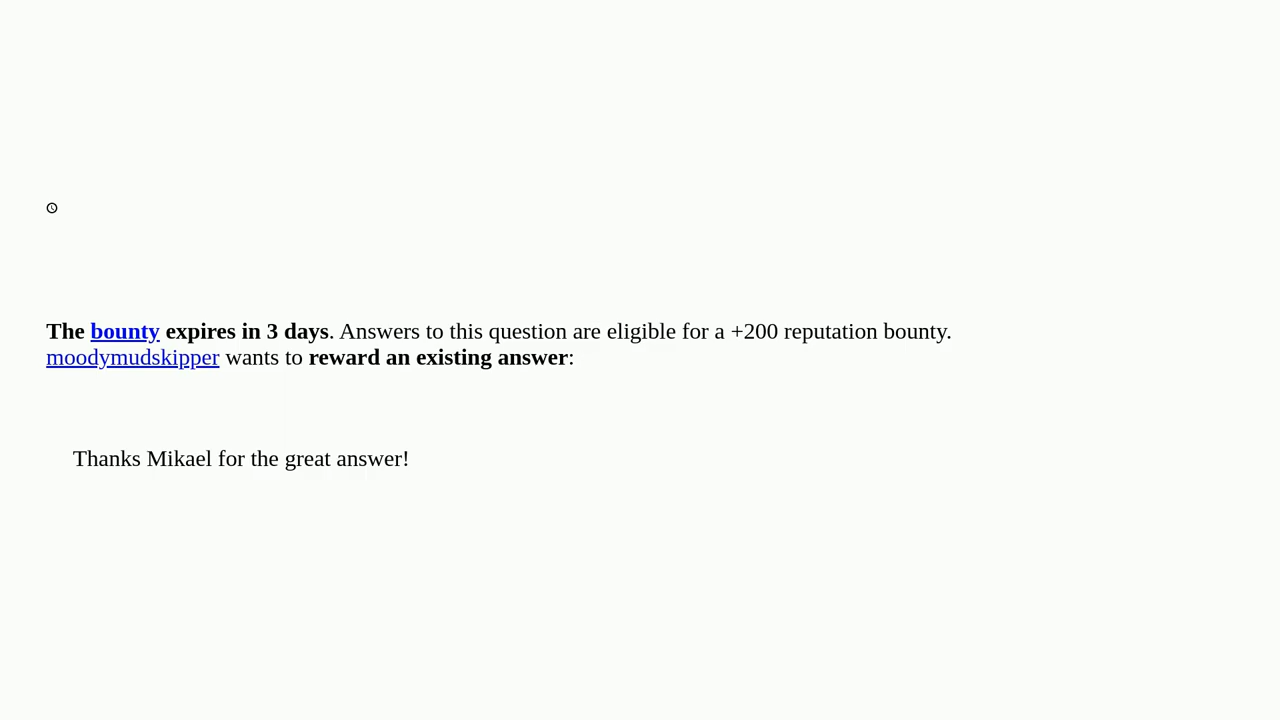 The bounty expires in 3 days. Answers to this question are eligible for a +200 reputation bounty.
moodymudskipper wants to reward an existing answer:
Thanks Mikael for the great answer!